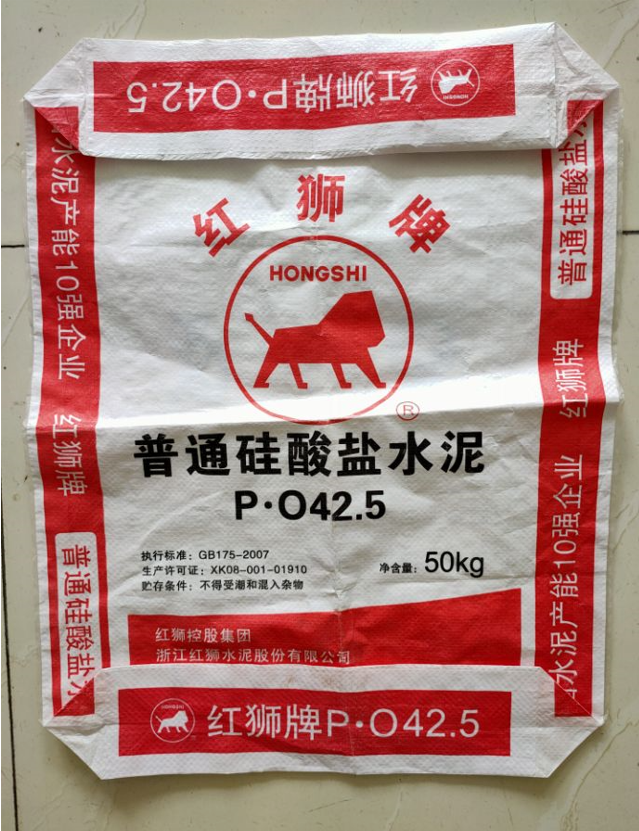 红狮牌P·O42.5
HONGSHI
红狮牌
HONGSHI
®
普通硅酸盐水泥
P·O42.5
执行标准：GB175-2007
生产许可证：XK08-001-01910
贮存条件：不得受潮和混入杂物
净含量：50kg
红狮控股集团
浙江红狮水泥股份有限公司
HONGSHI
红狮牌P·O42.5
水泥产能10强企业 红狮牌
普通硅酸盐水
普通硅酸盐水
红狮牌
水泥产能10强企业